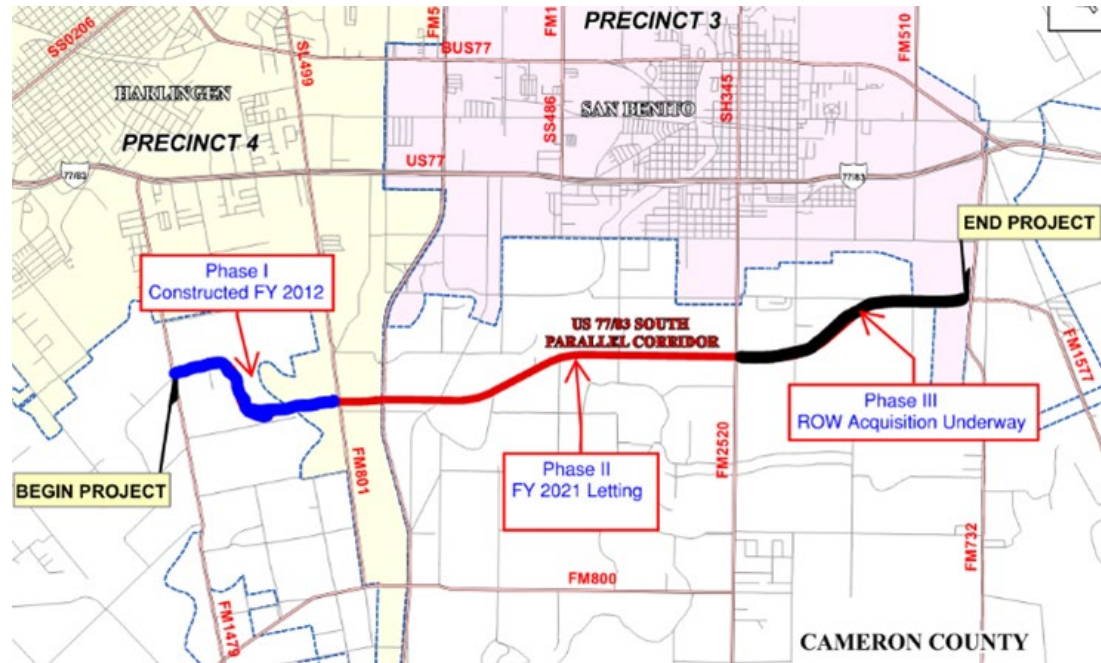 PRECINCT 3
SS0206
SL499
FM5
FM1
FM510
BUS77
HARLINGEN
SAN BENITO
SS486
SH345
PRECINCT 4
US77
77/83
77/83
END PROJECT
Phase I
Constructed FY 2012
US 77/83 SOUTH
PARALLEL CORRIDOR
FM1577
Phase III
ROW Acquisition Underway
Phase II
FY 2021 Letting
FM2520
BEGIN PROJECT
FM801
FM732
FM800
FM1479
CAMERON COUNTY